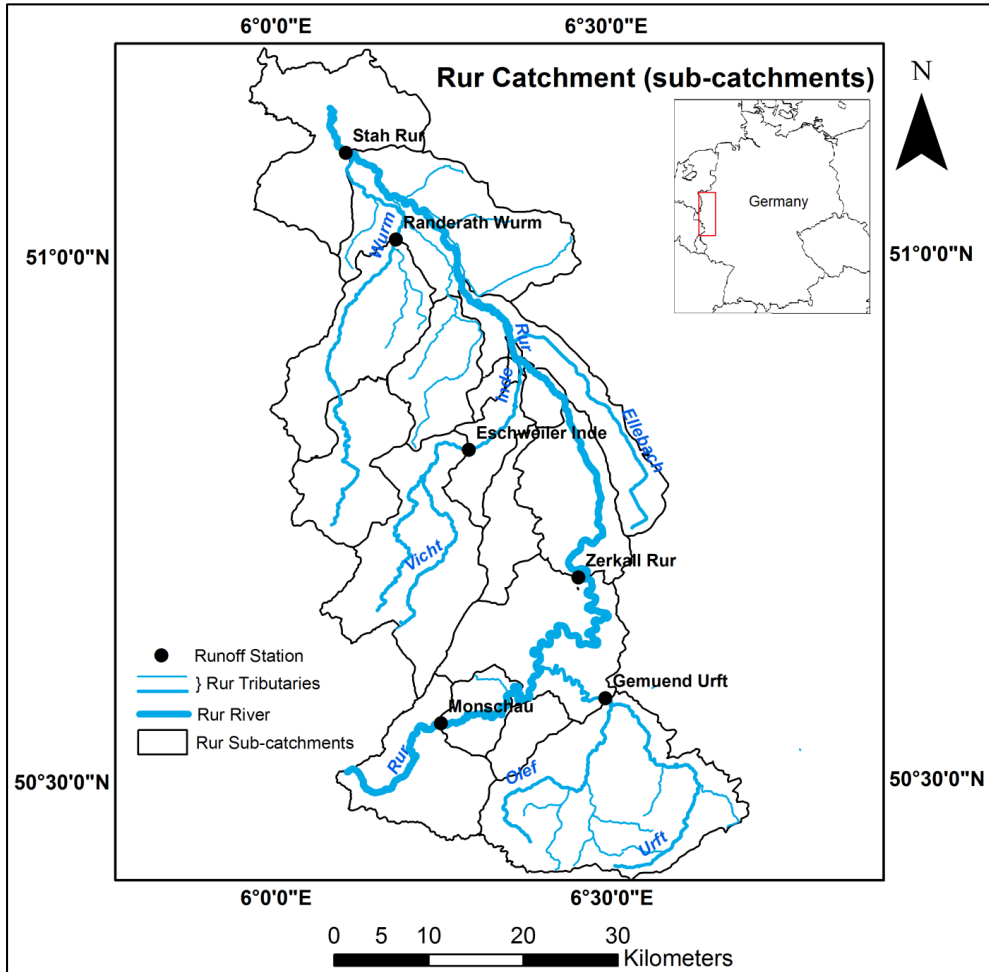 6°0'0"E
6°30'0"E
Rur Catchment (sub-catchments)
N
Stah Rur
Germany
Wurm
Randerath Wurm
51°0'0"N
51°0'0"N
Rur
Inde
Ellebach
Eschweiler Inde
Vicht
Zerkall Rur
Runoff Station
} Rur Tributaries
Rur River
Rur Sub-catchments
Gemuend Urft
Monschau
Rur
Olef
Urft
50°30'0"N
50°30'0"N
6°0'0"E
6°30'0"E
0 5 10 20 30
Kilometers